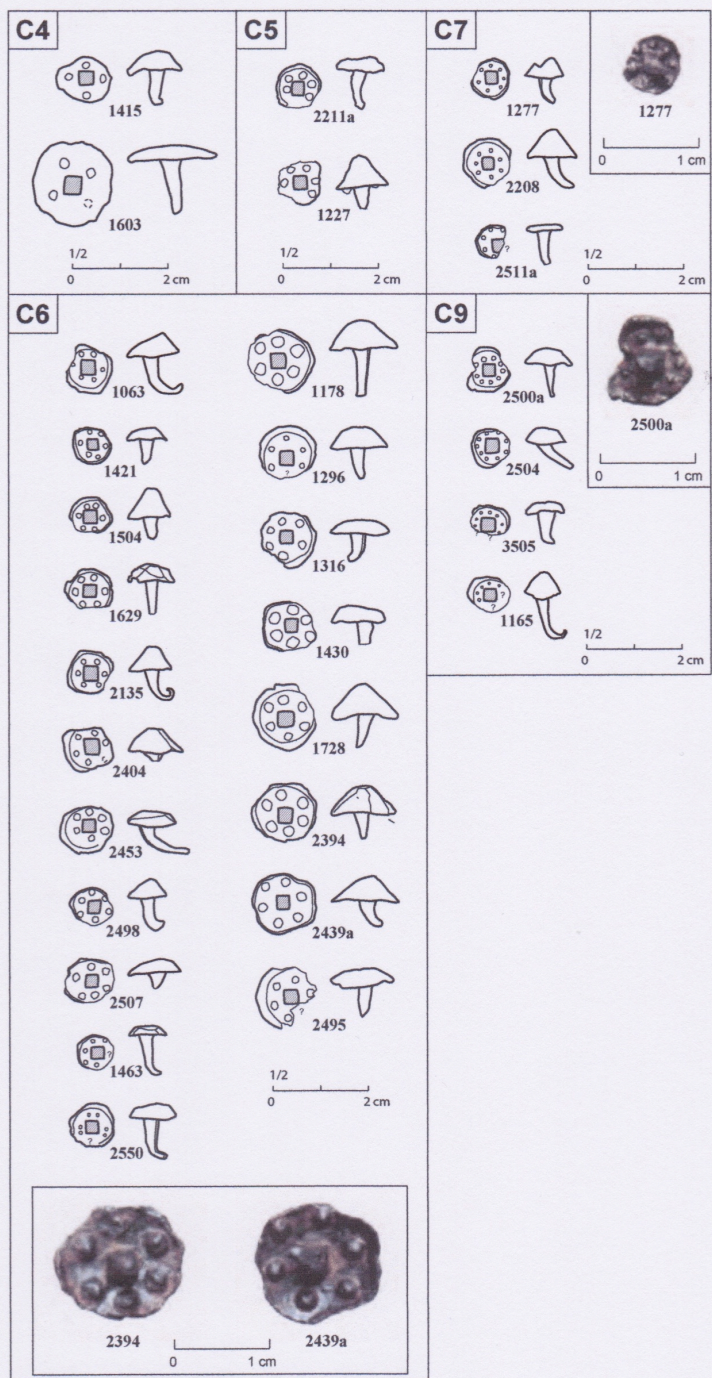 C4
1415
1603
1/2
0 2 cm
C5
2211a
1227
1/2
0 2 cm
C7
1277
2208
?
2511a
1/2
0 2 cm
1277
0 1 cm
C6
1063
1421
1504
1629
2135
2404
2453
2498
2507
?
1463
?
2550
1178
?
1296
1316
1430
1728
2394
2439a
?
2495
1/2
0 2 cm
2394
0 1 cm
2439a
C9
2500a
2504
? ?
3505
?
?
1165
1/2
0 2 cm
2500a
0 1 cm